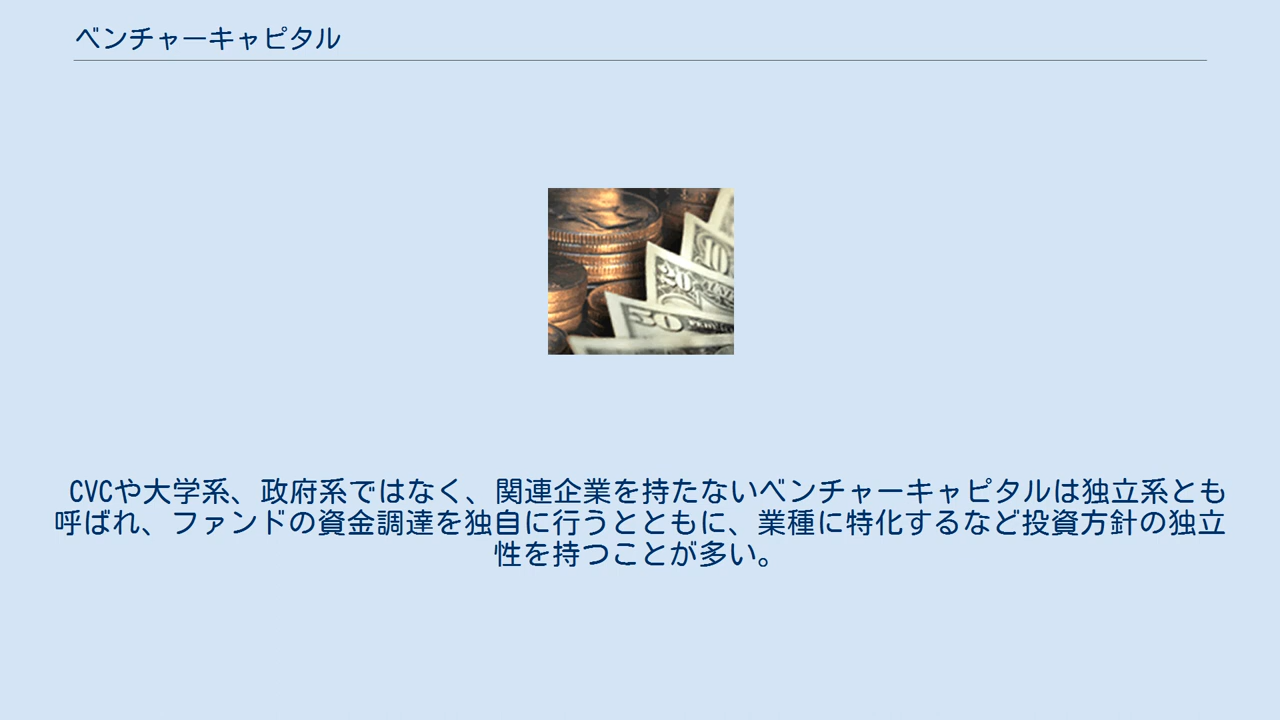 ベンチャーキャピタル
10
20
50
CVCや大学系、政府系ではなく、関連企業を持たないベンチャーキャピタルは独立系とも
呼ばれ、ファンドの資金調達を独自に行うとともに、業種に特化するなど投資方針の独立
性を持つことが多い。